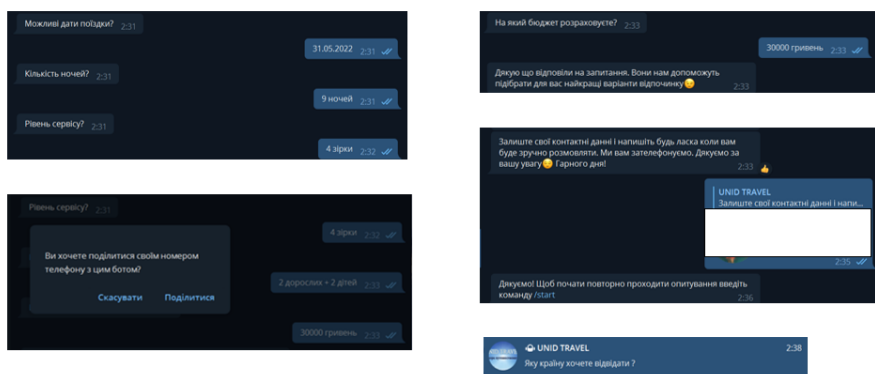 Можливі дати поїздки? 2:31
31.05.2022 2:31
Кількість ночей? 2:31
9 ночей 2:31
Рівень сервісу? 2:31
4 зірки 2:32
Рівень сервісу? 2:31
4 зірки 2:32
Ви хочете поділитися своїм номером
телефону з цим ботом?
Скасувати Поділитися
2 дорослих + 2 дітей 2:33
30000 гривень 2:33
На який бюджет розраховуєте? 2:33
30000 гривень 2:33
Дякую що відповіли на запитання. Вони нам допоможуть
підібрати для вас найкращі варіанти відпочинку 2:33
Залиште свої контактні данні і напишіть будь ласка коли вам
буде зручно розмовляти. Ми вам зателефонуємо. Дякуємо за
вашу увагу Гарного дня! 2:33
UNID TRAVEL
Залиште свої контактні данні і напи...
2:35
Дякуємо! Щоб почати повторно проходити опитування введіть
команду /start 2:36
UNID TRAVEL 2:38
Яку країну хочете відвідати ?